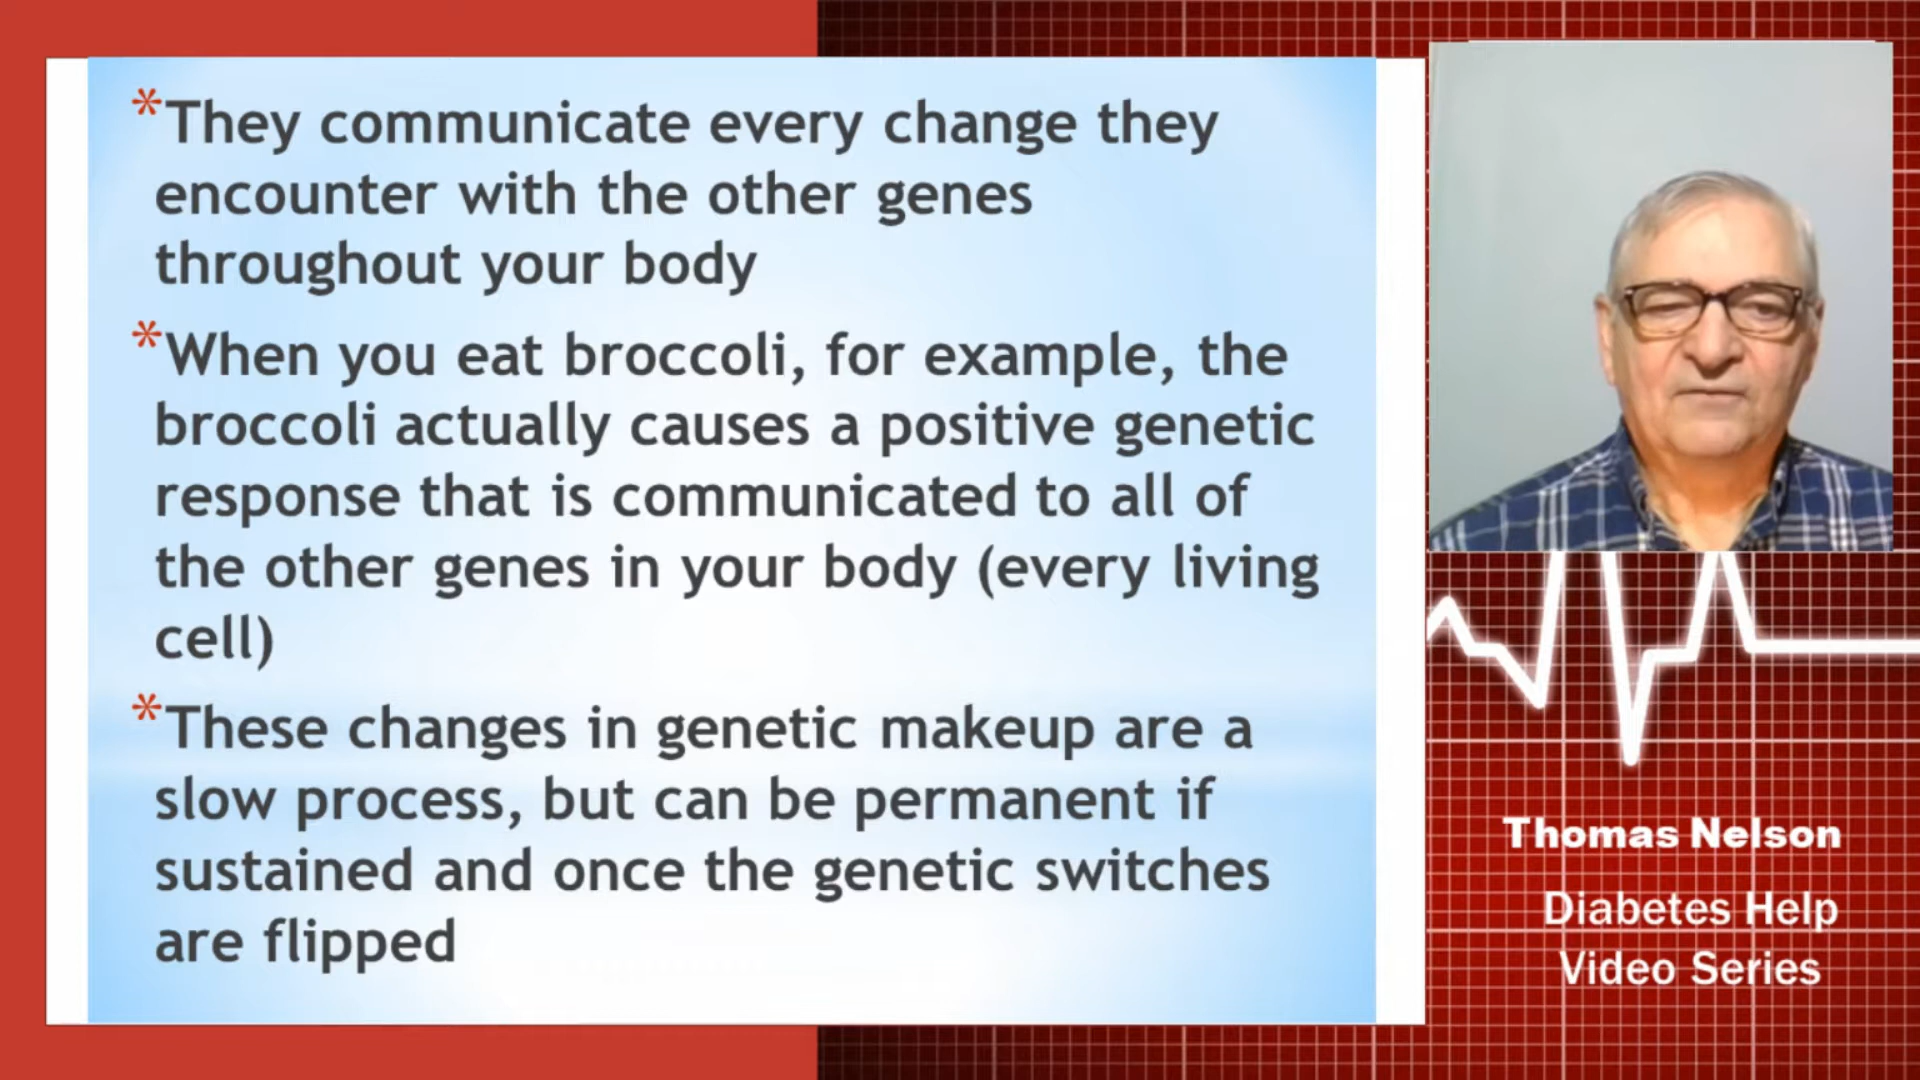 *They communicate every change they
encounter with the other genes
throughout your body
*When you eat broccoli, for example, the
broccoli actually causes a positive genetic
response that is communicated to all of
the other genes in your body (every living
cell)
*These changes in genetic makeup are a
slow process, but can be permanent if
sustained and once the genetic switches
are flipped
Thomas Nelson
Diabetes Help
Video Series